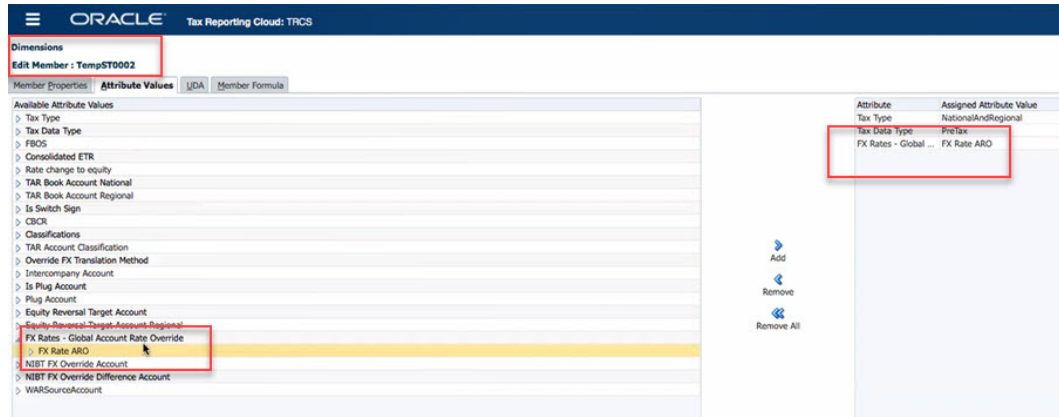 ORACLE Tax Reporting Cloud: TRCS
Dimensions
Edit Member : TempST0002
Member Properties Attribute Values UDA Member Formula
Available Attribute Values
Tax Type
Tax Data Type
FBOS
Consolidated ETR
Rate change to equity
TAR Book Account National
TAR Book Account Regional
Is Switch Sign
CBCR
Classifications
TAR Account Classification
Override FX Translation Method
Intercompany Account
Is Plug Account
Plug Account
Equity Reversal Target Account
Equity Reversal Target Account Regional
FX Rates - Global Account Rate Override
FX Rate ARO
NIBT FX Override Account
NIBT FX Override Difference Account
WARSourceAccount
Add
Remove
Remove All
Attribute Assigned Attribute Value
Tax Type NationalAndRegional
Tax Data Type PreTax
FX Rates - Global ... FX Rate ARO